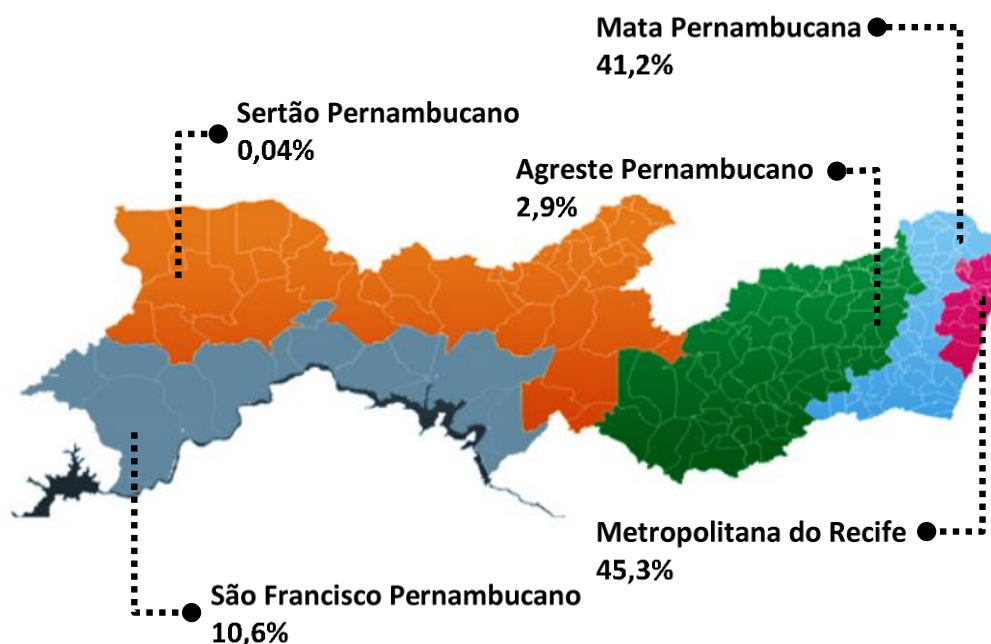 Mata Pernambucana
41,2%
Sertão Pernambucano
0,04%
Agreste Pernambucano
2,9%
Metropolitana do Recife
45,3%
São Francisco Pernambucano
10,6%